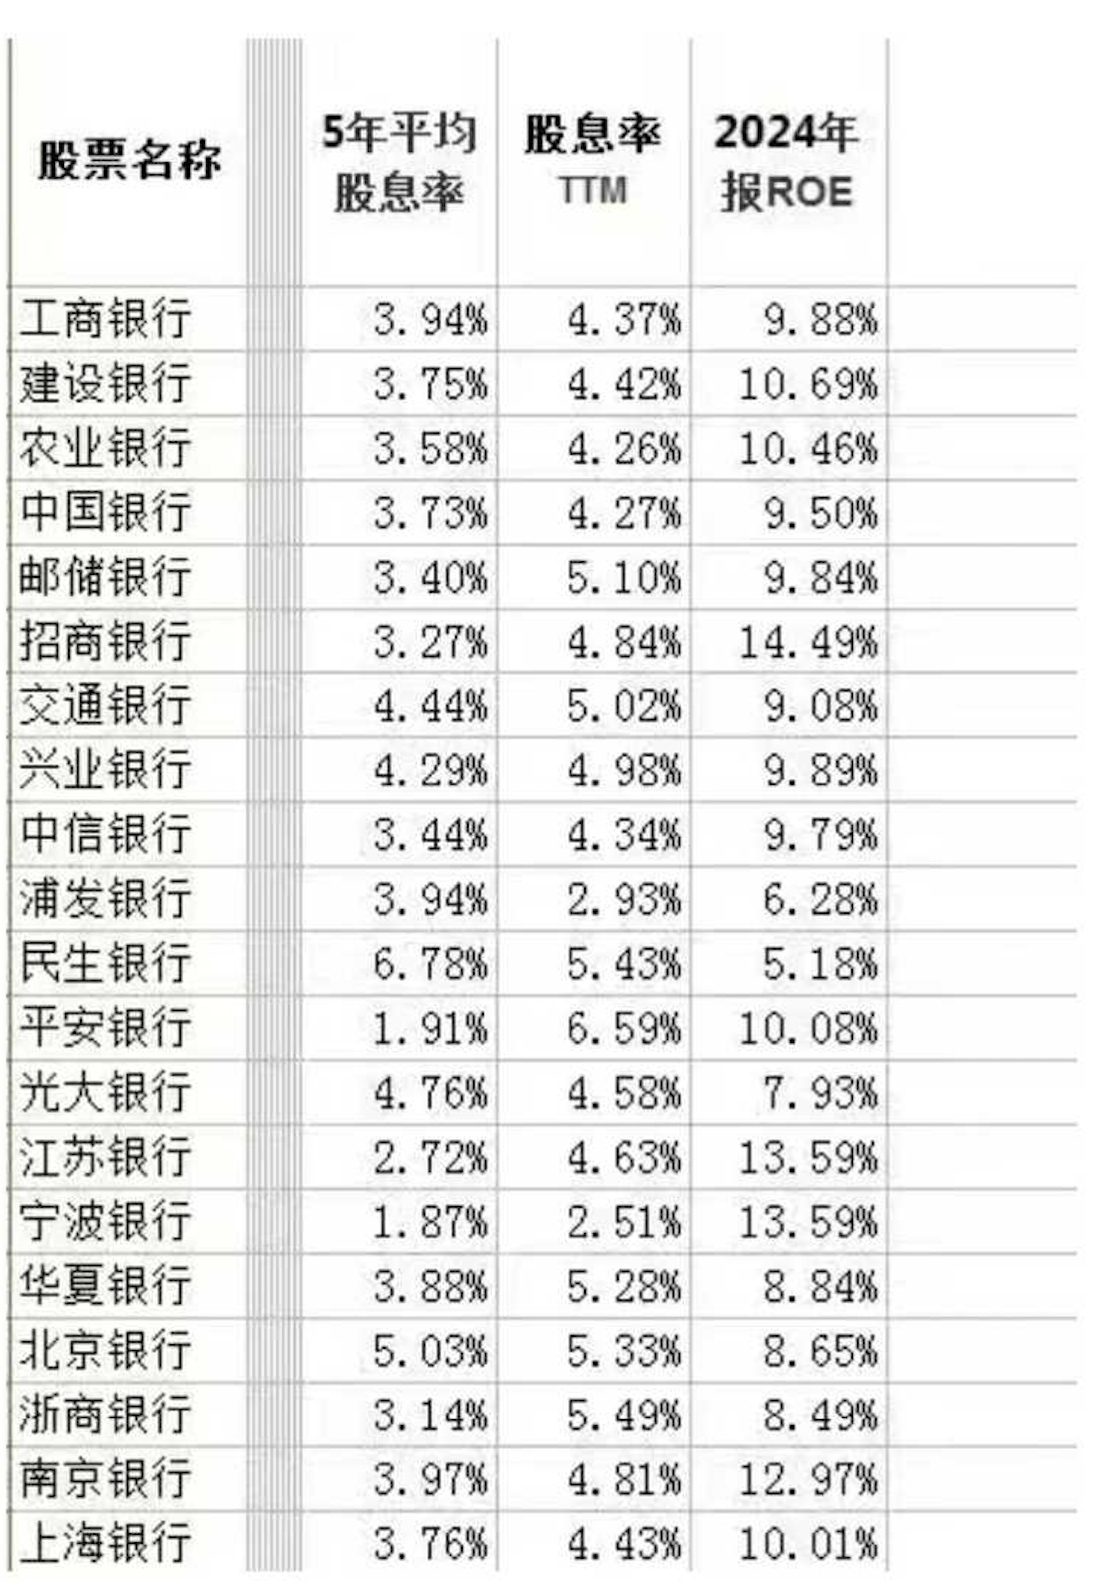 股票名称 5年平均股息率 股息率TTM 2024年报ROE
工商银行 3.94% 4.37% 9.88%
建设银行 3.75% 4.42% 10.69%
农业银行 3.58% 4.26% 10.46%
中国银行 3.73% 4.27% 9.50%
邮储银行 3.40% 5.10% 9.84%
招商银行 3.27% 4.84% 14.49%
交通银行 4.44% 5.02% 9.08%
兴业银行 4.29% 4.98% 9.89%
中信银行 3.44% 4.34% 9.79%
浦发银行 3.94% 2.93% 6.28%
民生银行 6.78% 5.43% 5.18%
平安银行 1.91% 6.59% 10.08%
光大银行 4.76% 4.58% 7.93%
江苏银行 2.72% 4.63% 13.59%
宁波银行 1.87% 2.51% 13.59%
华夏银行 3.88% 5.28% 8.84%
北京银行 5.03% 5.33% 8.65%
浙商银行 3.14% 5.49% 8.49%
南京银行 3.97% 4.81% 12.97%
上海银行 3.76% 4.43% 10.01%